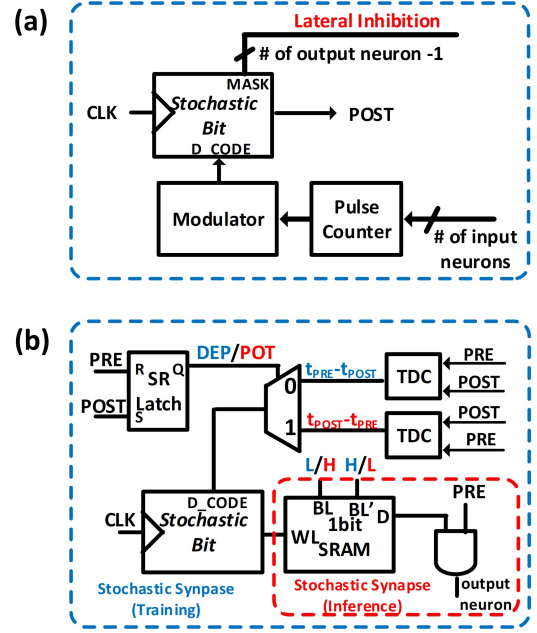 (a)
Lateral Inhibition
# of output neuron -1
MASK
CLK
Stochastic
Bit
D_CODE
POST
Modulator
Pulse
Counter
# of input
neurons
(b)
PRE
POST
R
SR
Q
Latch
S
DEP/POT
0
1
tPRE-tPOST
tPOST-tPRE
TDC
PRE
POST
TDC
POST
PRE
L/H
H/L
CLK
D_CODE
Stochastic
Bit
BL
BL'
D
1bit
WL
SRAM
PRE
output
neuron
Stochastic Synpase
(Training)
Stochastic Synapse
(Inference)